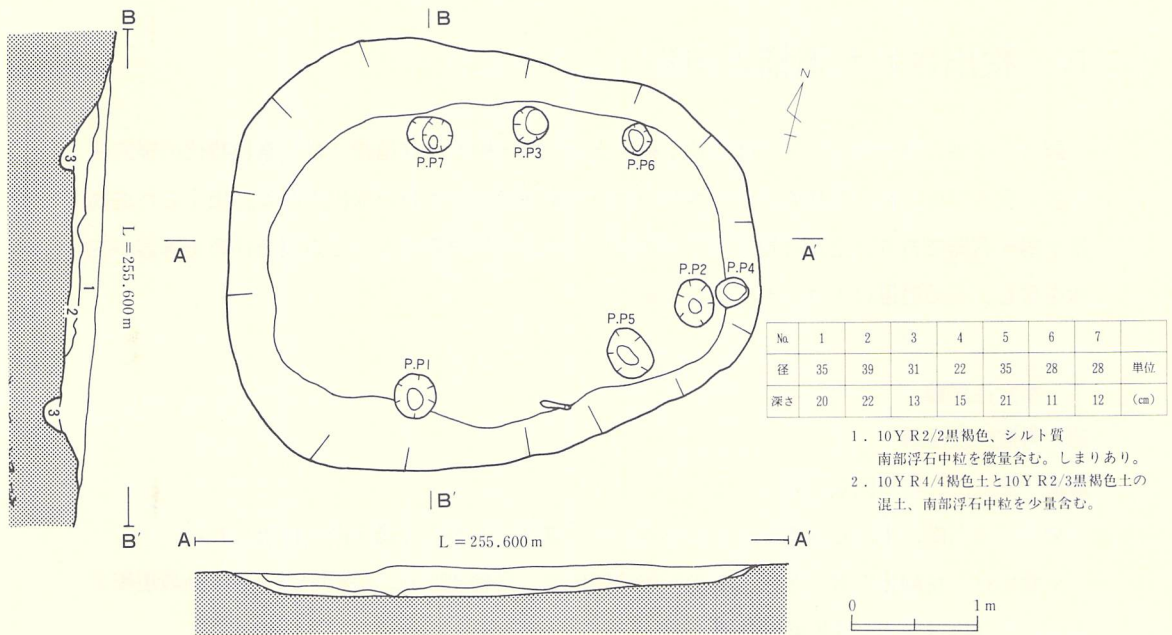 B
B
N
3
P.P7
P.P3
P.P6
L=255.600m
A
A′
P.P2
P.P4
1
2
P.P5
P.P1
3
B′
B′
A
L=255.600m
A′
No. 1 2 3 4 5 6 7
径 35 39 31 22 35 28 28 単位
深さ 20 22 13 15 21 11 12 (cm)
1. 10YR2/2黒褐色、シルト質
南部浮石中粒を微量含む。しまりあり。
2. 10YR4/4褐色土と10YR2/3黒褐色土の
混土、南部浮石中粒を少量含む。
0 1m